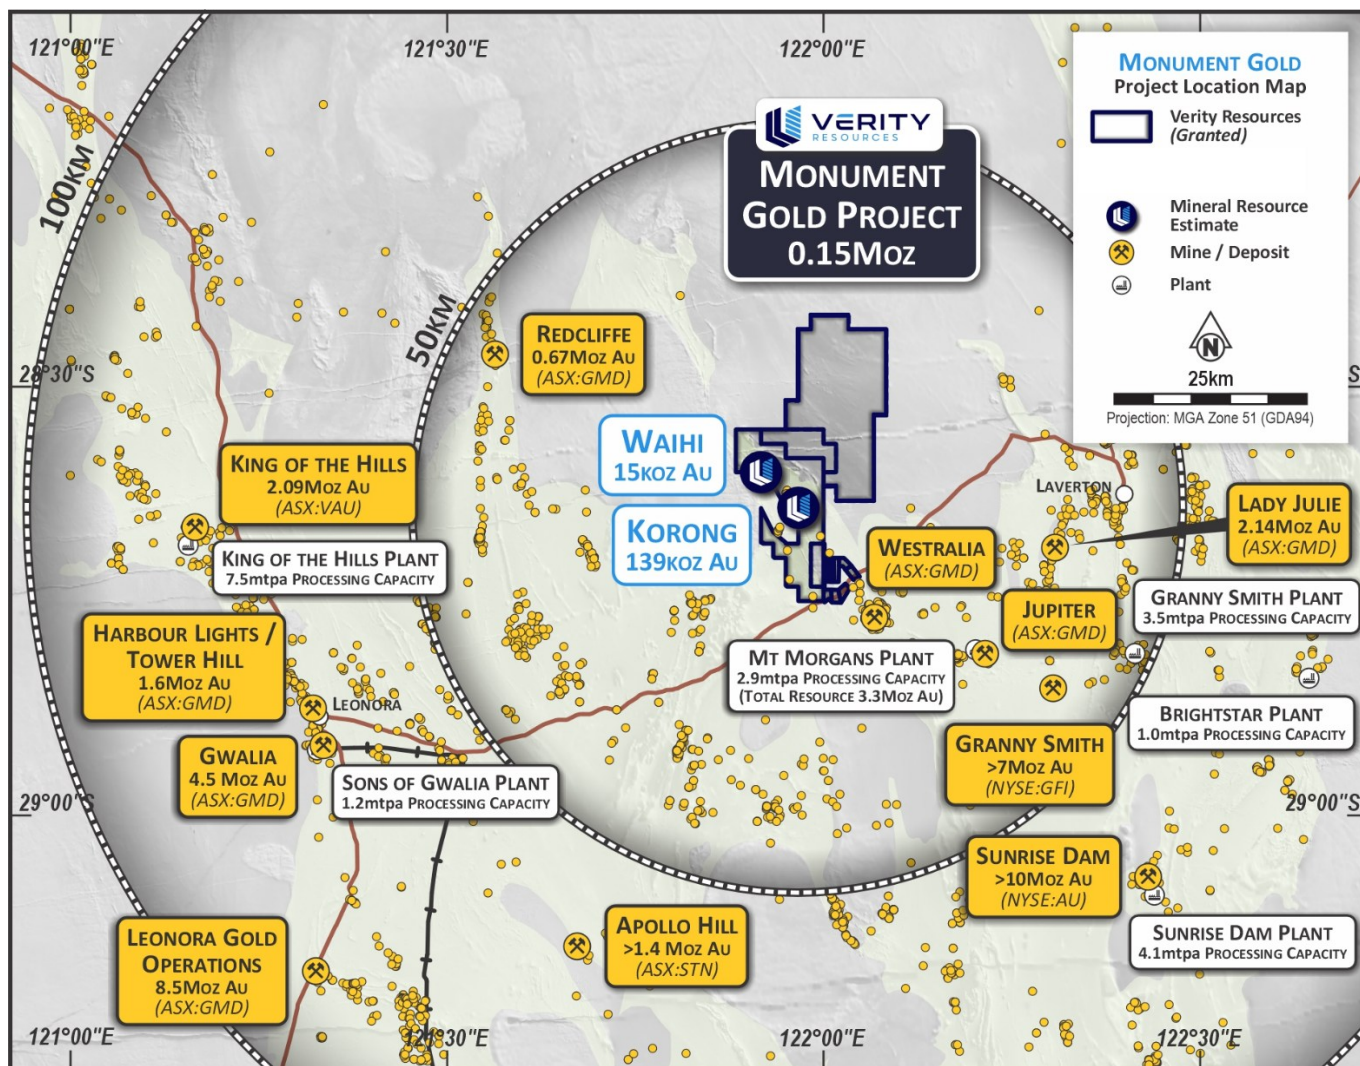 121°00"E
121°30"E
122°00"E
MONUMENT GOLD
Project Location Map
Verity Resources
(Granted)
Mineral Resource
Estimate
Mine / Deposit
Plant
N
25km
Projection: MGA Zone 51 (GDA94)
VERITY
RESOURCES
MONUMENT
GOLD PROJECT
0.15MOZ
100KM
50KM
28°30"S
S
REDCLIFFE
0.67MOZ AU
(ASX:GMD)
WAIHI
15KOZ AU
KORONG
139KOZ AU
KING OF THE HILLS
2.09MOZ AU
(ASX:VAU)
KING OF THE HILLS PLANT
7.5mtpa PROCESSING CAPACITY
LAVERTON
LADY JULIE
2.14MOZ AU
(ASX:GMD)
WESTRALIA
(ASX:GMD)
JUPITER
(ASX:GMD)
GRANNY SMITH PLANT
3.5mtpa PROCESSING CAPACITY
HARBOUR LIGHTS /
TOWER HILL
1.6MOZ AU
(ASX:GMD)
LEONORA
MT MORGANS PLANT
2.9mtpa PROCESSING CAPACITY
(TOTAL RESOURCE 3.3MOZ AU)
BRIGHTSTAR PLANT
1.0mtpa PROCESSING CAPACITY
GWALIA
4.5 MOZ AU
(ASX:GMD)
SONS OF GWALIA PLANT
1.2mtpa PROCESSING CAPACITY
GRANNY SMITH
>7MOZ AU
(NYSE:GFI)
29°00"S
29°00"S
SUNRISE DAM
>10MOZ AU
(NYSE:AU)
SUNRISE DAM PLANT
4.1mtpa PROCESSING CAPACITY
APOLLO HILL
>1.4 MOZ AU
(ASX:STN)
LEONORA GOLD
OPERATIONS
8.5MOZ AU
(ASX:GMD)
121°00"E
121°30"E
122°00"E
122°30"E